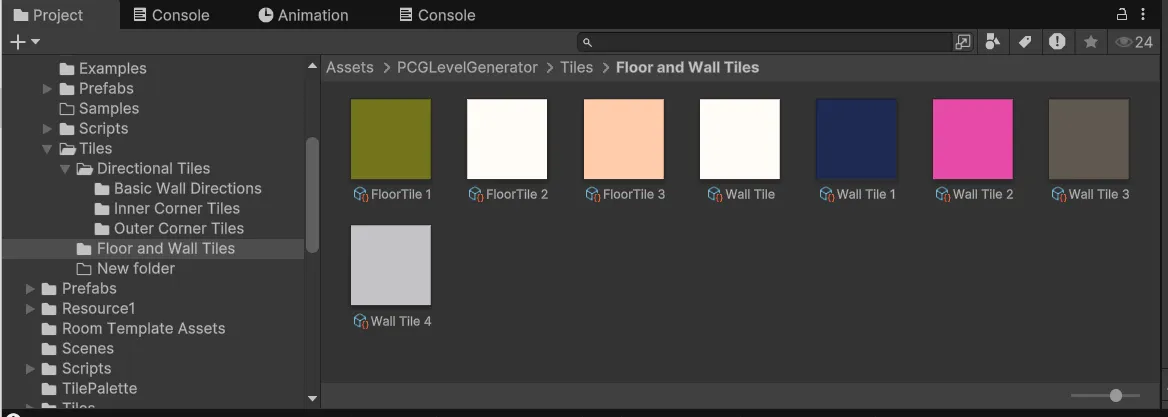 Project
Console
Animation
Console
24
Assets > PCGLevelGenerator > Tiles > Floor and Wall Tiles
Examples
Prefabs
Samples
Scripts
Tiles
Directional Tiles
Basic Wall Directions
Inner Corner Tiles
Outer Corner Tiles
Floor and Wall Tiles
New folder
Prefabs
Resource1
Room Template Assets
Scenes
Scripts
TilePalette
Tiles
FloorTile 1
FloorTile 2
FloorTile 3
Wall Tile
Wall Tile 1
Wall Tile 2
Wall Tile 3
Wall Tile 4